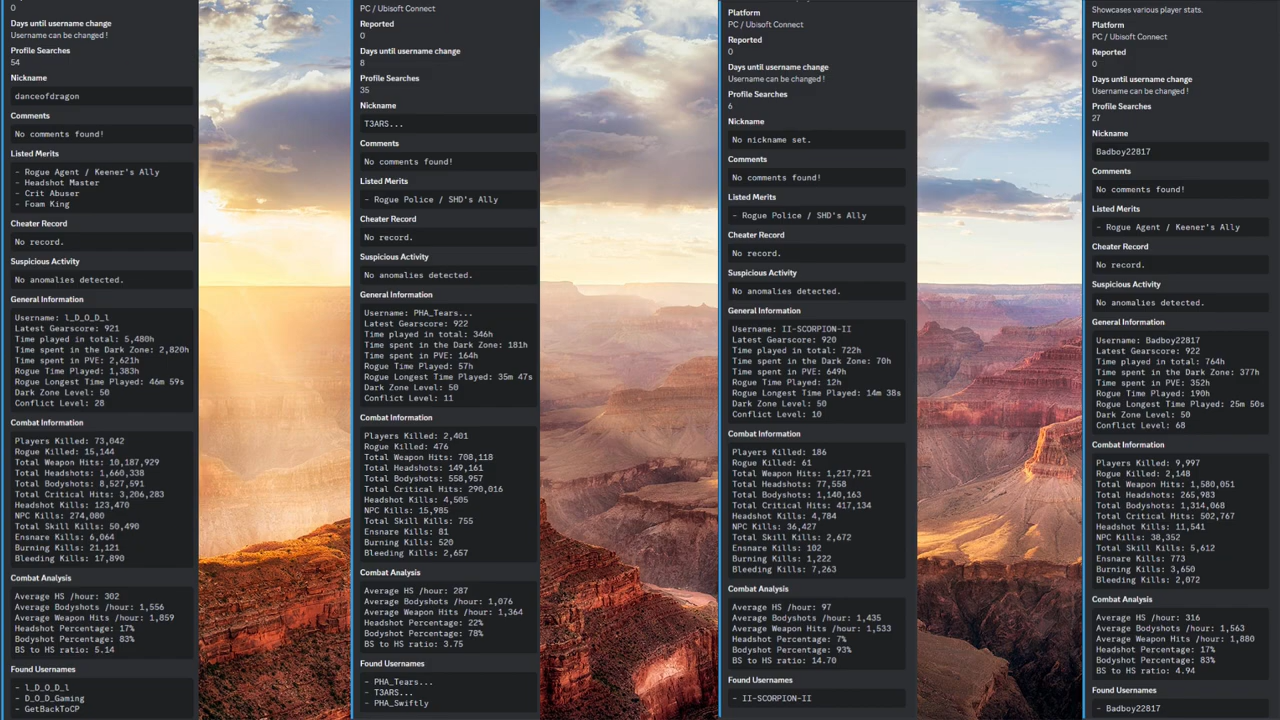 0
Days until username change
Username can be changed !
Profile Searches
54
Nickname
danceofdragon
Comments
No comments found!
Listed Merits
- Rogue Agent / Keener's Ally
- Headshot Master
- Crit Abuser
- Foam King
Cheater Record
No record.
Suspicious Activity
No anomalies detected.
General Information
Username: l_D_O_D_l
Latest Gearscore: 921
Time played in total: 5,480h
Time spent in the Dark Zone: 2,820h
Time spent in PVE: 2,621h
Rogue Time Played: 1,383h
Rogue Longest Time Played: 46m 59s
Dark Zone Level: 50
Conflict Level: 28
Combat Information
Players Killed: 73,042
Rogue Killed: 15,144
Total Weapon Hits: 10,187,929
Total Headshots: 1,660,338
Total Bodyshots: 8,527,591
Total Critical Hits: 3,206,283
Headshot Kills: 123,470
NPC Kills: 274,080
Total Skill Kills: 50,490
Ensnare Kills: 6,064
Burning Kills: 21,121
Bleeding Kills: 17,890
Combat Analysis
Average HS /hour: 302
Average Bodyshots /hour: 1,556
Average Weapon Hits /hour: 1,859
Headshot Percentage: 17%
Bodyshot Percentage: 83%
BS to HS ratio: 5.14
Found Usernames
- l_D_O_D_l
- D.O_D_Gaming
- GetBackToCP
PC / Ubisoft Connect
Reported
0
Days until username change
8
Profile Searches
35
Nickname
T3ARS...
Comments
No comments found!
Listed Merits
- Rogue Police / SHD's Ally
Cheater Record
No record.
Suspicious Activity
No anomalies detected.
General Information
Username: PHA_Tears...
Latest Gearscore: 922
Time played in total: 346h
Time spent in the Dark Zone: 181h
Time spent in PVE: 164h
Rogue Time Played: 57h
Rogue Longest Time Played: 35m 47s
Dark Zone Level: 50
Conflict Level: 11
Combat Information
Players Killed: 2,401
Rogue Killed: 476
Total Weapon Hits: 708,118
Total Headshots: 149,161
Total Bodyshots: 558,957
Total Critical Hits: 290,016
Headshot Kills: 4,505
NPC Kills: 15,985
Total Skill Kills: 755
Ensnare Kills: 81
Burning Kills: 520
Bleeding Kills: 2,657
Combat Analysis
Average HS /hour: 287
Average Bodyshots /hour: 1,076
Average Weapon Hits /hour: 1,364
Headshot Percentage: 22%
Bodyshot Percentage: 78%
BS to HS ratio: 3.75
Found Usernames
- PHA_Tears...
- T3ARS...
- PHA_Swiftly
Platform
PC / Ubisoft Connect
Reported
0
Days until username change
Username can be changed !
Profile Searches
6
Nickname
No nickname set.
Comments
No comments found!
Listed Merits
- Rogue Police / SHD's Ally
Cheater Record
No record.
Suspicious Activity
No anomalies detected.
General Information
Username: II-SCORPION-II
Latest Gearscore: 920
Time played in total: 722h
Time spent in the Dark Zone: 70h
Time spent in PVE: 649h
Rogue Time Played: 12h
Rogue Longest Time Played: 14m 38s
Dark Zone Level: 50
Conflict Level: 10
Combat Information
Players Killed: 186
Rogue Killed: 61
Total Weapon Hits: 1,217,721
Total Headshots: 77,558
Total Bodyshots: 1,140,163
Total Critical Hits: 417,134
Headshot Kills: 4,784
NPC Kills: 36,427
Total Skill Kills: 2,672
Ensnare Kills: 102
Burning Kills: 1,222
Bleeding Kills: 7,263
Combat Analysis
Average HS /hour: 97
Average Bodyshots /hour: 1,435
Average Weapon Hits /hour: 1,533
Headshot Percentage: 7%
Bodyshot Percentage: 93%
BS to HS ratio: 14.70
Found Usernames
- II-SCORPION-II
Showcases various player stats.
Platform
PC / Ubisoft Connect
Reported
0
Days until username change
Username can be changed !
Profile Searches
27
Nickname
Badboy22817
Comments
No comments found!
Listed Merits
- Rogue Agent / Keener's Ally
Cheater Record
No record.
Suspicious Activity
No anomalies detected.
General Information
Username: Badboy22817
Latest Gearscore: 922
Time played in total: 764h
Time spent in the Dark Zone: 377h
Time spent in PVE: 352h
Rogue Time Played: 190h
Rogue Longest Time Played: 25m 50s
Dark Zone Level: 50
Conflict Level: 68
Combat Information
Players Killed: 9,997
Rogue Killed: 2,148
Total Weapon Hits: 1,580,051
Total Headshots: 265,983
Total Bodyshots: 1,314,068
Total Critical Hits: 502,767
Headshot Kills: 11,541
NPC Kills: 38,352
Total Skill Kills: 5,612
Ensnare Kills: 773
Burning Kills: 3,650
Bleeding Kills: 2,072
Combat Analysis
Average HS /hour: 316
Average Bodyshots /hour: 1,563
Average Weapon Hits /hour: 1,880
Headshot Percentage: 17%
Bodyshot Percentage: 83%
BS to HS ratio: 4.94
Found Usernames
- Badboy22817